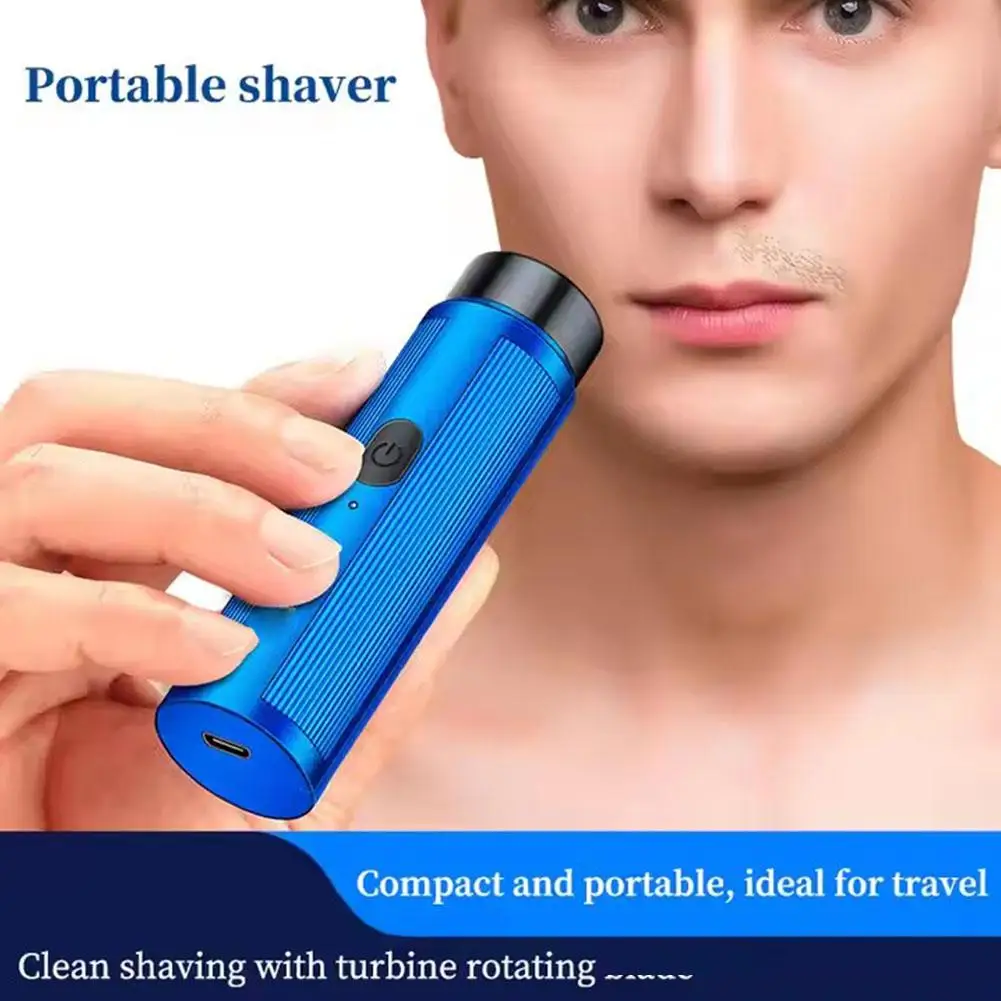 Portable shaver
Compact and portable, ideal for travel
Clean shaving with turbine rotating